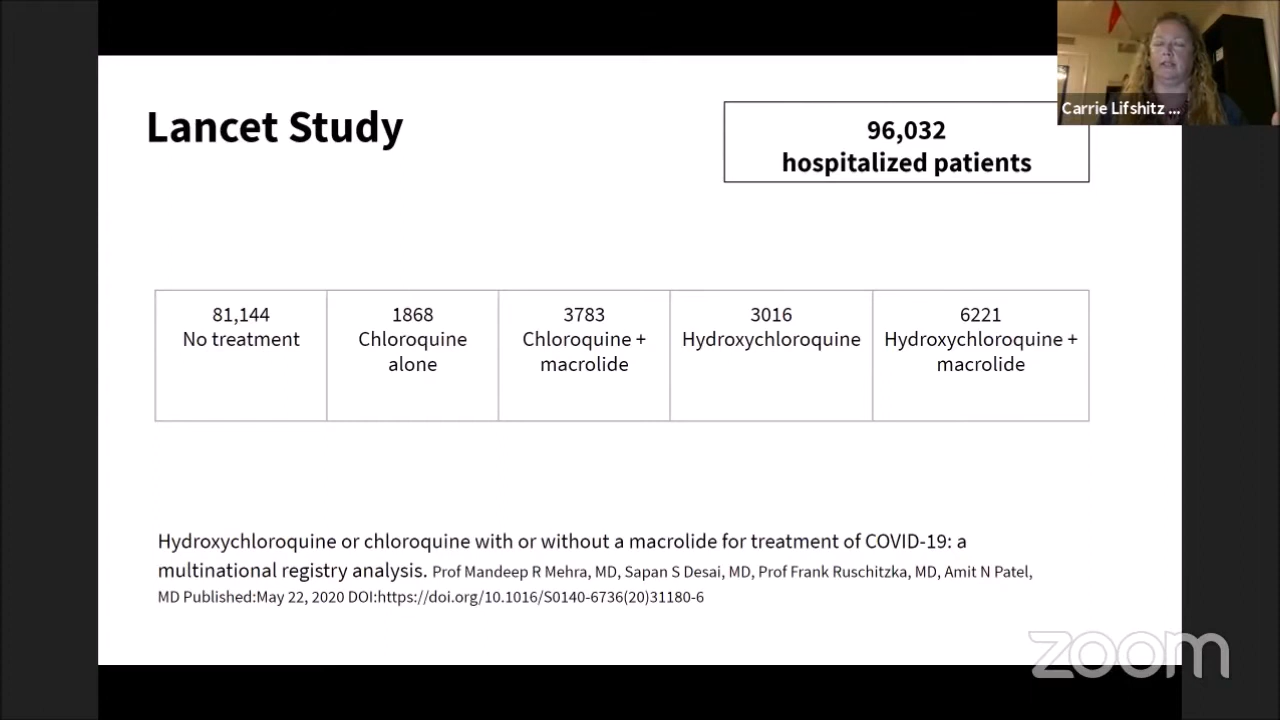 Lancet Study
96,032
hospitalized patients
Carrie Lifshitz ...
81,144
No treatment
1868
Chloroquine
alone
3783
Chloroquine +
macrolide
3016
Hydroxychloroquine
6221
Hydroxychloroquine +
macrolide
Hydroxychloroquine or chloroquine with or without a macrolide for treatment of COVID-19: a
multinational registry analysis. Prof Mandeep R Mehra, MD, Sapan S Desai, MD, Prof Frank Ruschitzka, MD, Amit N Patel,
MD Published:May 22, 2020 DOI:https://doi.org/10.1016/S0140-6736(20)31180-6
zoom